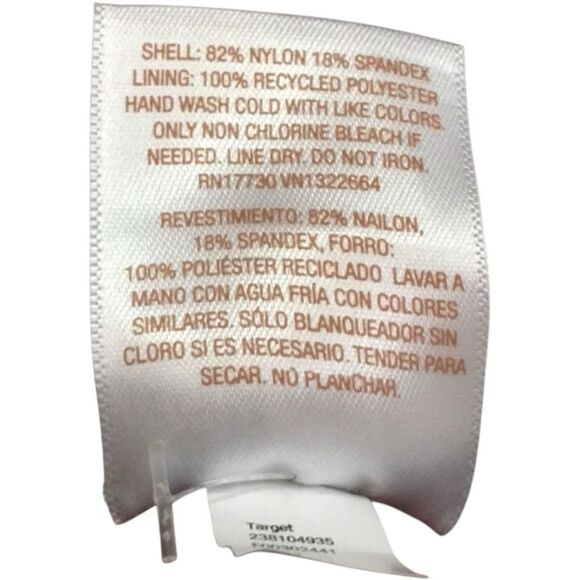 SHELL: 82% NYLON 18% SPANDEX
LINING: 100% RECYCLED POLYESTER
HAND WASH COLD WITH LIKE COLORS.
ONLY NON CHLORINE BLEACH IF
NEEDED. LINE DRY. DO NOT IRON.
RN17730 VN1322664
REVESTIMIENTO: 82% NAILON,
18% SPANDEX, FORRO:
100% POLIÉSTER RECICLADO LAVAR A
MANO CON AGUA FRÍA CON COLORES
SIMILARES. SÓLO BLANQUEADOR SIN
CLORO SI ES NECESARIO. TENDER PARA
SECAR. NO PLANCHAR.
Target
238104935
F00302441